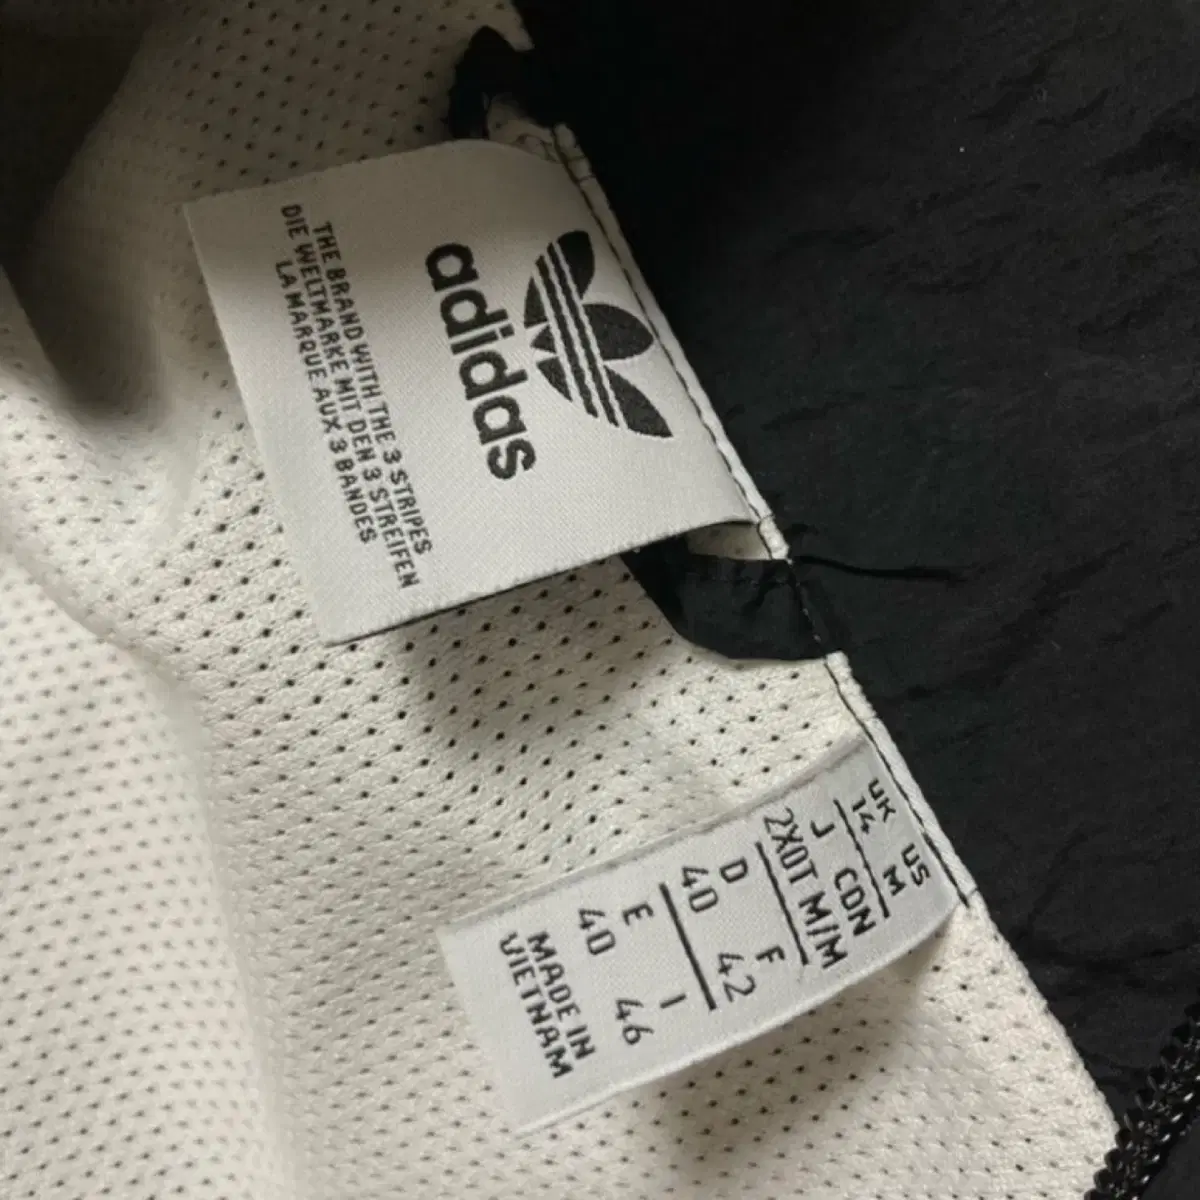 adidas
THE BRAND WITH THE 3 STRIPES
DIE WELTMARKE MIT DEN 3 STREIFEN
LA MARQUE AUX 3 BANDES
UK US
14 M
J CDN
2XOT M/M
D F
40 42
E I
40 46
MADE IN
VIETNAM